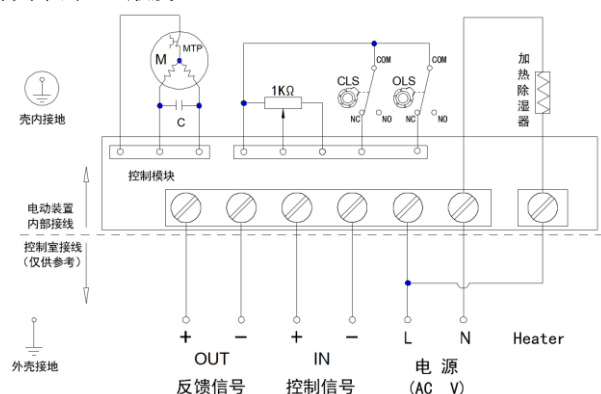 MTP
M
C
1KΩ
COM
COM
CLS
OLS
NC
NO
NC
NO
加热除湿器
壳内接地
控制模块
电动装置
内部接线
控制室接线
(仅供参考)
外壳接地
+
-
+
-
L
N
Heater
OUT
IN
电 源
反馈信号
控制信号
(AC V)